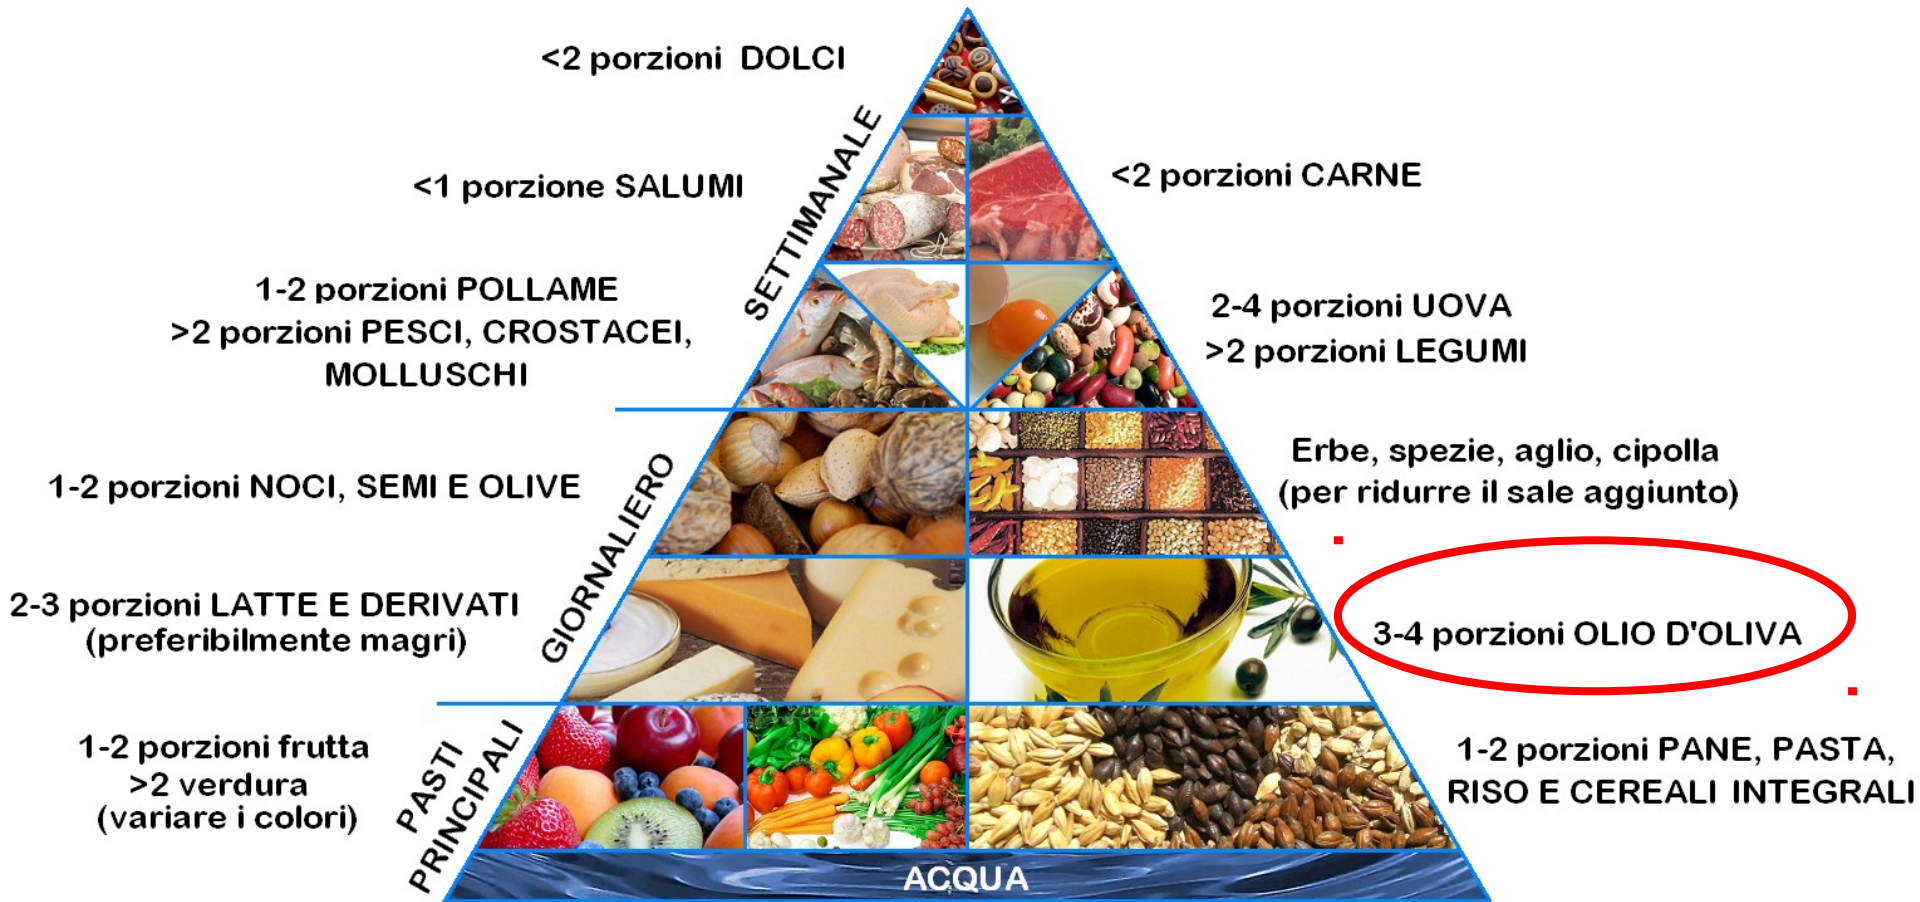 <2 porzioni DOLCI
SETTIMANALE
<1 porzione SALUMI
<2 porzioni CARNE
1-2 porzioni POLLAME
>2 porzioni PESCI, CROSTACEI,
MOLLUSCHI
2-4 porzioni UOVA
>2 porzioni LEGUMI
GIORNALIERO
1-2 porzioni NOCI, SEMI E OLIVE
Erbe, spezie, aglio, cipolla
(per ridurre il sale aggiunto)
2-3 porzioni LATTE E DERIVATI
(preferibilmente magri)
3-4 porzioni OLIO D'OLIVA
PASTI
PRINCIPALI
1-2 porzioni frutta
>2 verdura
(variare i colori)
1-2 porzioni PANE, PASTA,
RISO E CEREALI INTEGRALI
ACQUA